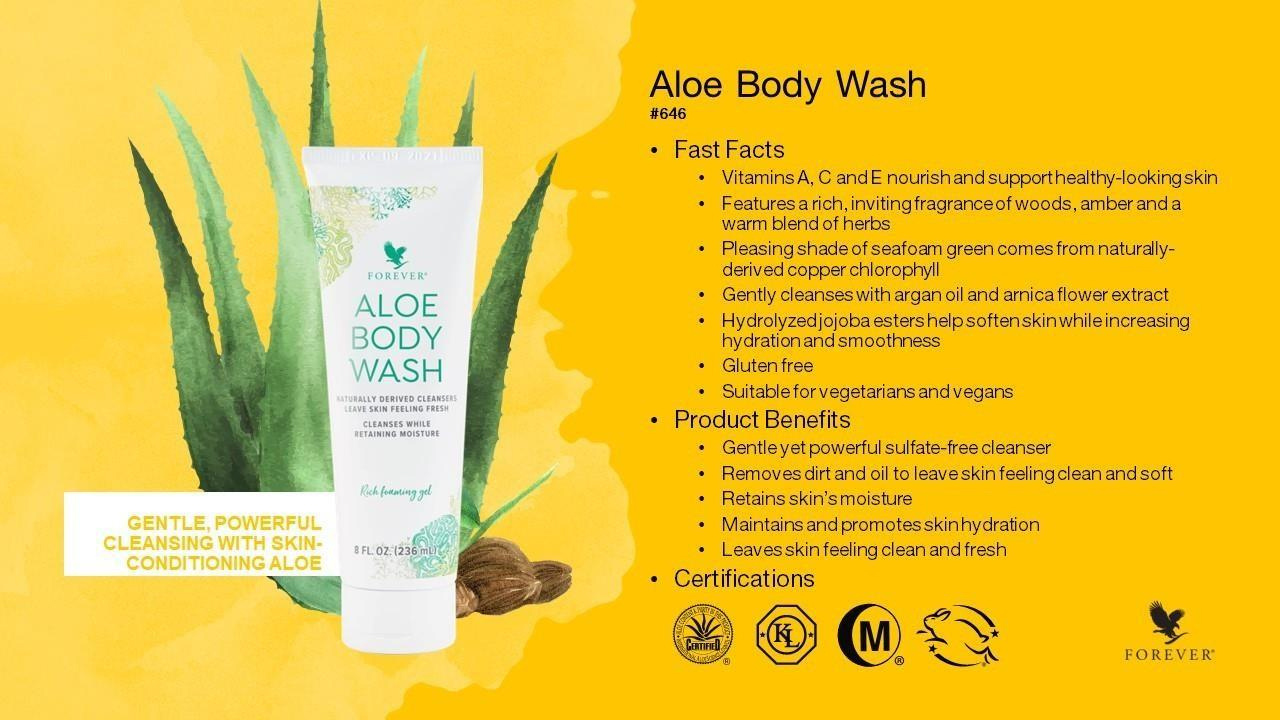 EXP 09 2021
FOREVER®
ALOE
BODY
WASH
NATURALLY DERIVED CLEANSERS
LEAVE SKIN FEELING FRESH
CLEANSES WHILE
RETAINING MOISTURE
Rich foaming gel
8 FL. OZ. (236 mL)
GENTLE, POWERFUL
CLEANSING WITH SKIN-
CONDITIONING ALOE
Aloe Body Wash
#646
• Fast Facts
• Vitamins A, C and E nourish and support healthy-looking skin
• Features a rich, inviting fragrance of woods, amber and a
warm blend of herbs
• Pleasing shade of seafoam green comes from naturally-
derived copper chlorophyll
• Gently cleanses with argan oil and arnica flower extract
• Hydrolyzed jojoba esters help soften skin while increasing
hydration and smoothness
• Gluten free
• Suitable for vegetarians and vegans
• Product Benefits
• Gentle yet powerful sulfate-free cleanser
• Removes dirt and oil to leave skin feeling clean and soft
• Retains skin's moisture
• Maintains and promotes skin hydration
• Leaves skin feeling clean and fresh
• Certifications
CERTIFIED
®
KL
M
®
FOREVER®